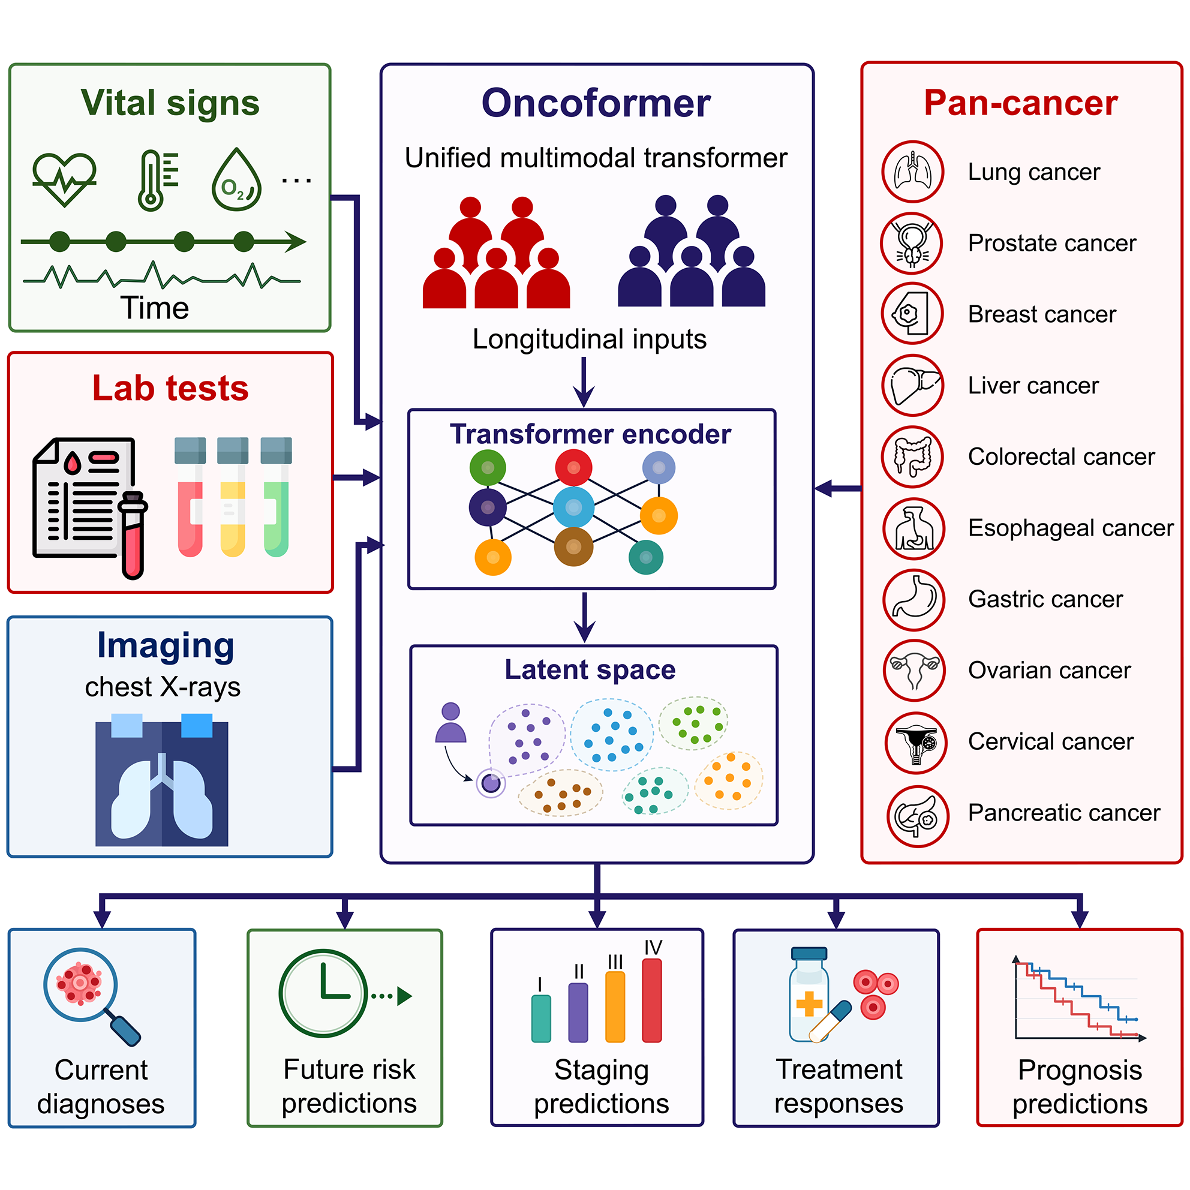 Vital signs
O₂
...
Time
Lab tests
Imaging
chest X-rays
Oncoformer
Unified multimodal transformer
Longitudinal inputs
Transformer encoder
Latent space
Pan-cancer
Lung cancer
Prostate cancer
Breast cancer
Liver cancer
Colorectal cancer
Esophageal cancer
Gastric cancer
Ovarian cancer
Cervical cancer
Pancreatic cancer
Current
diagnoses
Future risk
predictions
I
II
III
IV
Staging
predictions
Treatment
responses
Prognosis
predictions